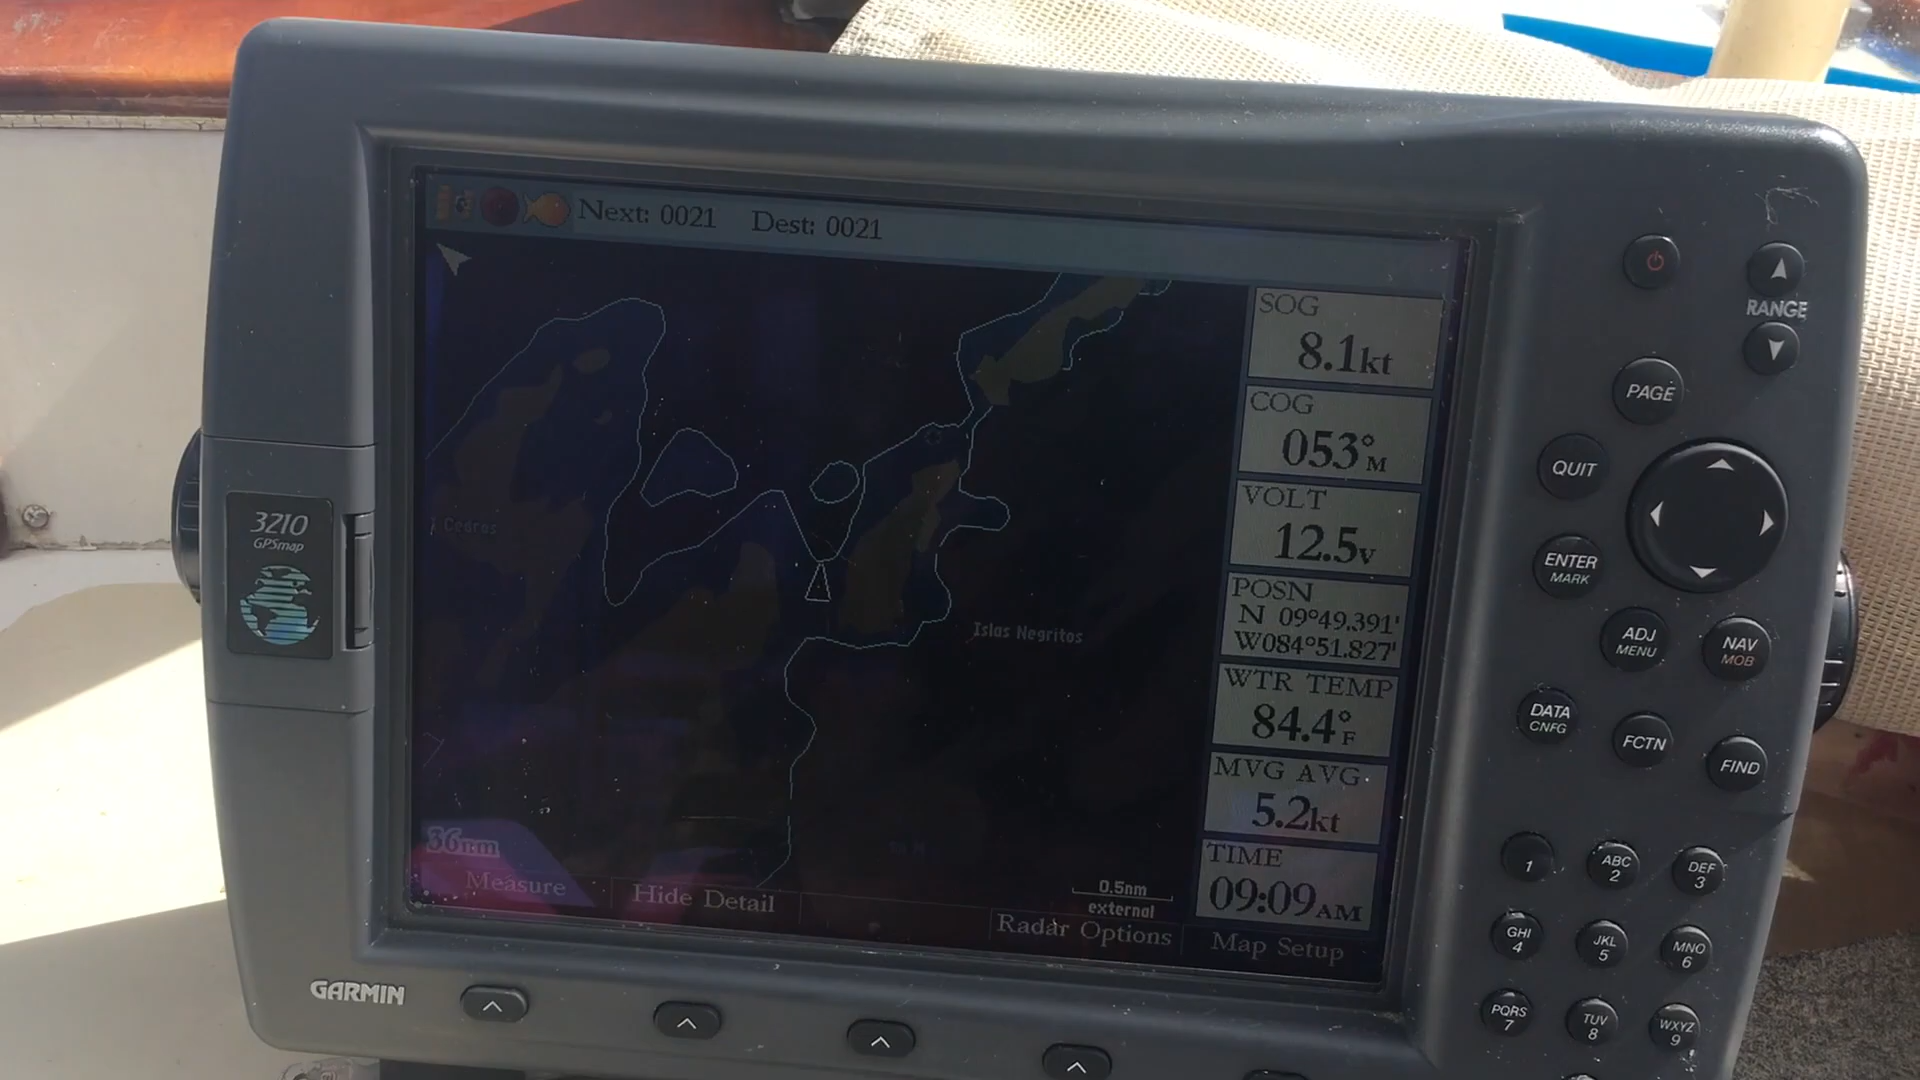 Next: 0021 Dest: 0021
SOG
8.1kt
COG
053°M
VOLT
12.5v
POSN
N 09°49.391'
W084°51.827'
WTR TEMP
84.4°F
MVG AVG
5.2kt
TIME
09:09AM
Cedros
Islas Negritos
36nm
0.5nm
external
Measure
Hide Detail
Radar Options
Map Setup
3210
GPSmap
GARMIN
RANGE
PAGE
QUIT
ENTER
MARK
ADJ
MENU
NAV
MOB
DATA
CNFG
FCTN
FIND
1
ABC
2
DEF
3
GHI
4
JKL
5
MNO
6
PQRS
7
TUV
8
WXYZ
9